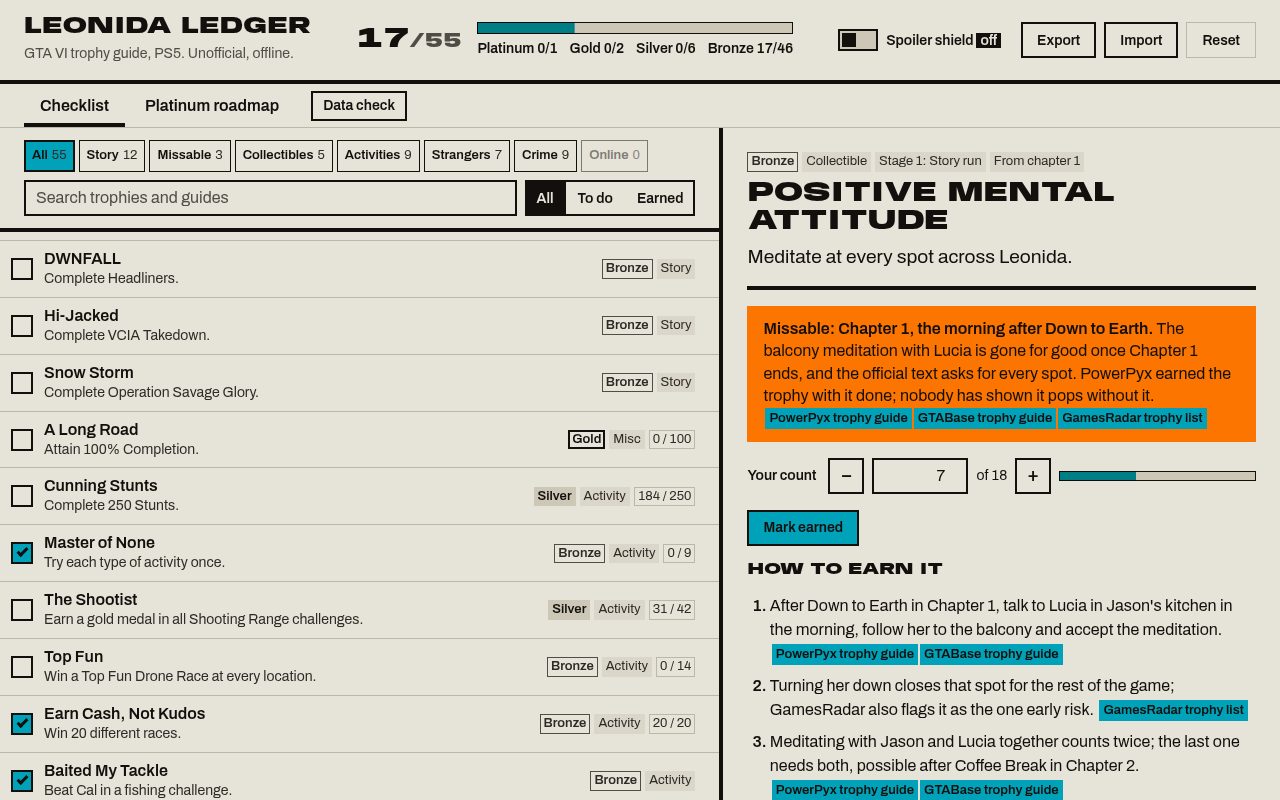 LEONIDA LEDGER
GTA VI trophy guide, PS5. Unofficial, offline.
17/55
Platinum 0/1 Gold 0/2 Silver 0/6 Bronze 17/46
Spoiler shield off
Export
Import
Reset
Checklist
Platinum roadmap
Data check
All 55
Story 12
Missable 3
Collectibles 5
Activities 9
Strangers 7
Crime 9
Online 0
Search trophies and guides
All
To do
Earned
DWNFALL
Complete Headliners.
Bronze Story
Hi-Jacked
Complete VCIA Takedown.
Bronze Story
Snow Storm
Complete Operation Savage Glory.
Bronze Story
A Long Road
Attain 100% Completion.
Gold Misc 0 / 100
Cunning Stunts
Complete 250 Stunts.
Silver Activity 184 / 250
Master of None
Try each type of activity once.
Bronze Activity 0 / 9
The Shootist
Earn a gold medal in all Shooting Range challenges.
Silver Activity 31 / 42
Top Fun
Win a Top Fun Drone Race at every location.
Bronze Activity 0 / 14
Earn Cash, Not Kudos
Win 20 different races.
Bronze Activity 20 / 20
Baited My Tackle
Beat Cal in a fishing challenge.
Bronze Activity
Bronze Collectible Stage 1: Story run From chapter 1
POSITIVE MENTAL
ATTITUDE
Meditate at every spot across Leonida.
Missable: Chapter 1, the morning after Down to Earth. The
balcony meditation with Lucia is gone for good once Chapter 1
ends, and the official text asks for every spot. PowerPyx earned the
trophy with it done; nobody has shown it pops without it.
PowerPyx trophy guide GTABase trophy guide GamesRadar trophy list
Your count − 7 of 18 +
Mark earned
HOW TO EARN IT
1. After Down to Earth in Chapter 1, talk to Lucia in Jason's kitchen in
the morning, follow her to the balcony and accept the meditation.
PowerPyx trophy guide GTABase trophy guide
2. Turning her down closes that spot for the rest of the game;
GamesRadar also flags it as the one early risk. GamesRadar trophy list
3. Meditating with Jason and Lucia together counts twice; the last one
needs both, possible after Coffee Break in Chapter 2.
PowerPyx trophy guide GTABase trophy guide